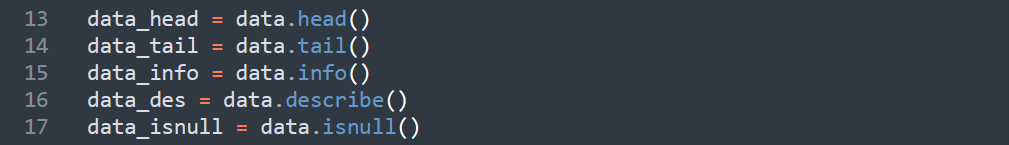 13 data_head = data.head()
14 data_tail = data.tail()
15 data_info = data.info()
16 data_des = data.describe()
17 data_isnull = data.isnull()